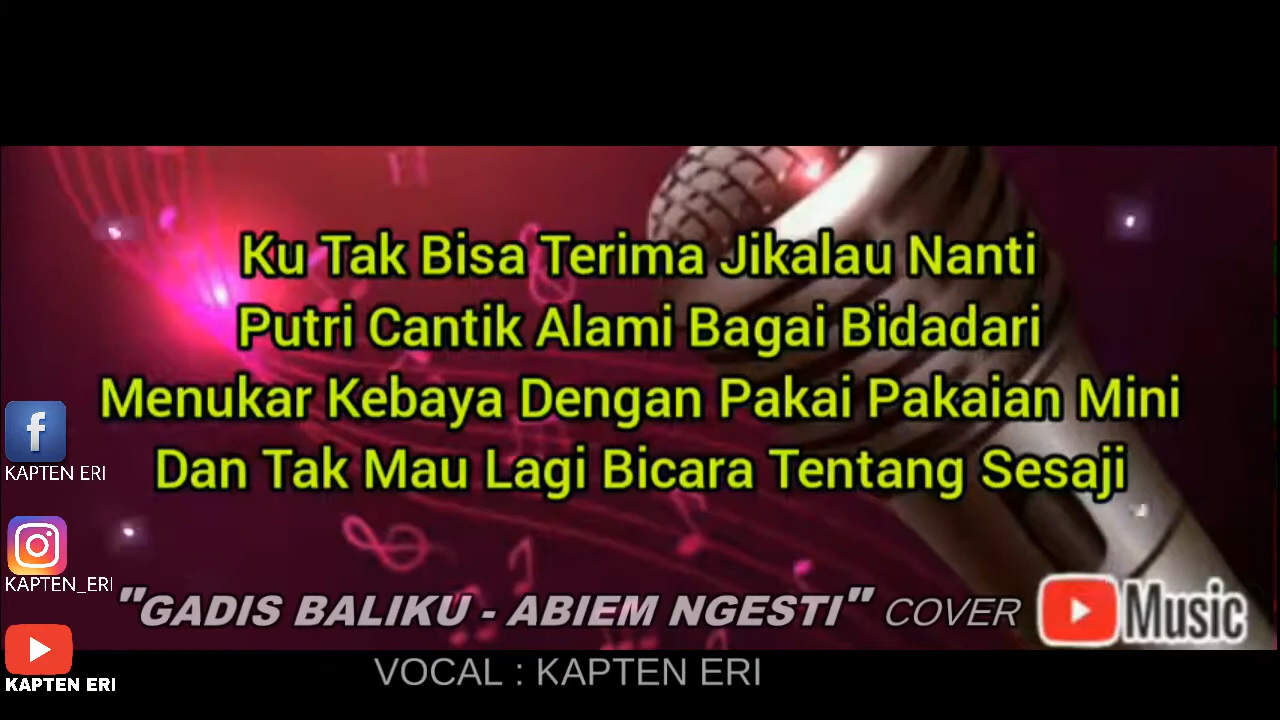 Ku Tak Bisa Terima Jikalau Nanti
Putri Cantik Alami Bagai Bidadari
Menukar Kebaya Dengan Pakai Pakaian Mini
Dan Tak Mau Lagi Bicara Tentang Sesaji
KAPTEN ERI
KAPTEN_ERI
"GADIS BALIKU - ABIEM NGESTI" COVER
Music
VOCAL : KAPTEN ERI
KAPTEN ERI